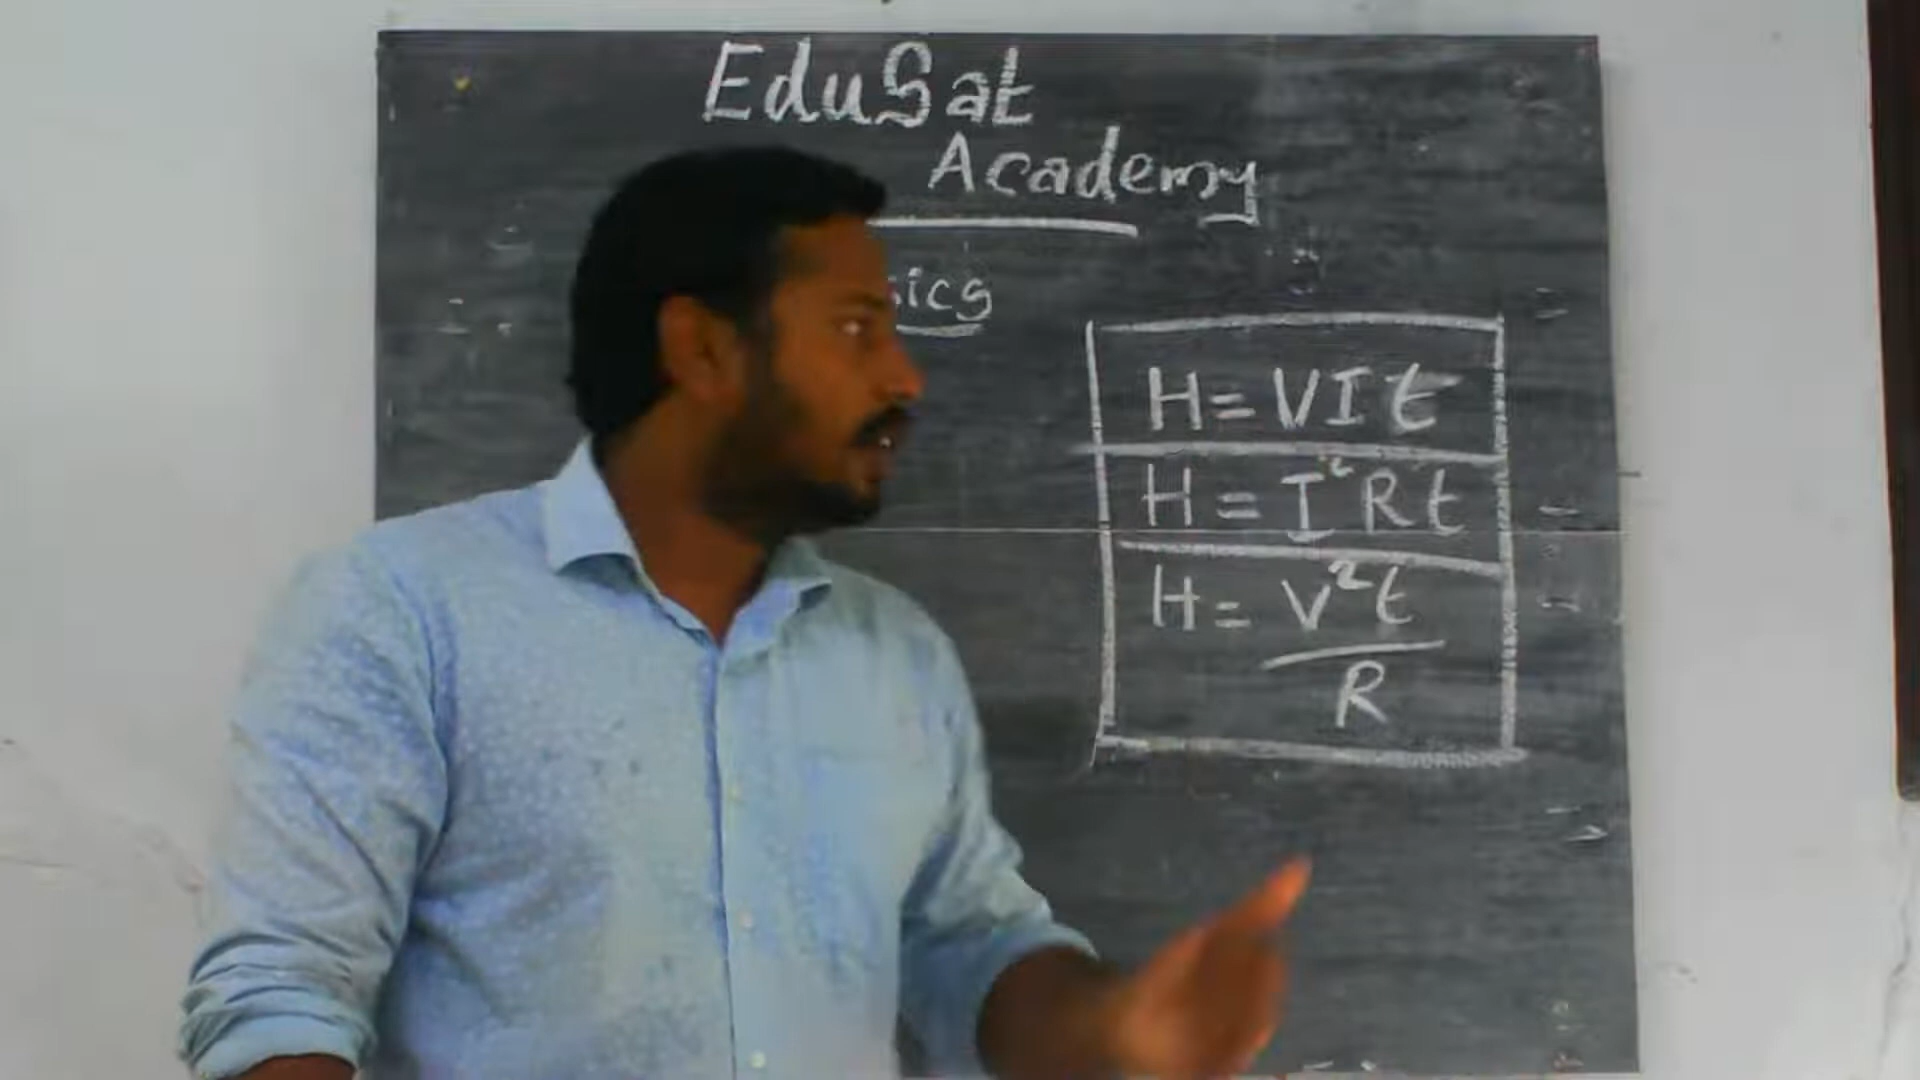 EduSat
Academy
sics
H = VIt
H = I²Rt
H = V²t
R